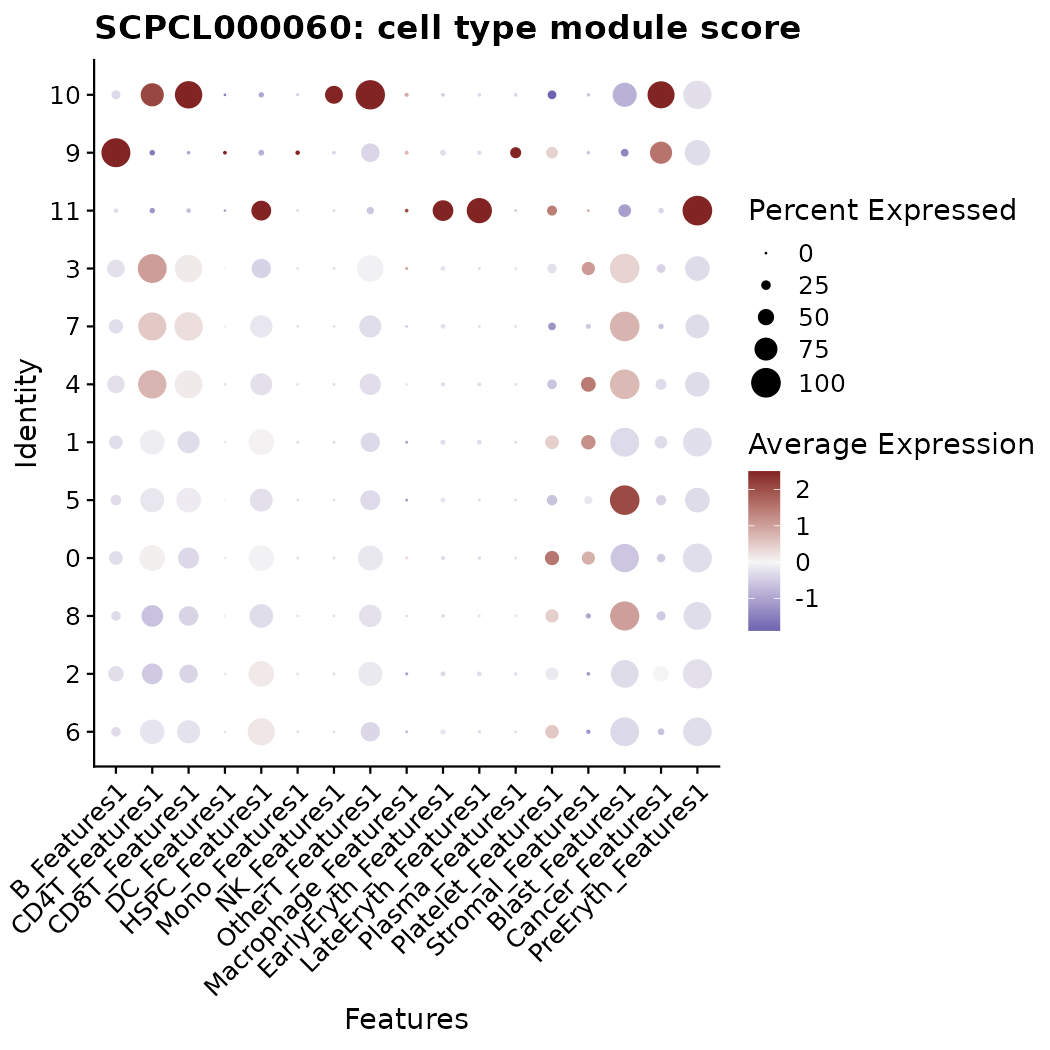 SCPCL000060: cell type module score
10
9
11
3
7
4
1
5
0
8
2
6
Identity
B_Features1
CD4T_Features1
CD8T_Features1
DC_Features1
HSPC_Features1
Mono_Features1
NK_Features1
OtherT_Features1
Macrophage_Features1
EarlyEryth_Features1
LateEryth_Features1
Plasma_Features1
Platelet_Features1
Stromal_Features1
Blast_Features1
Cancer_Features1
PreEryth_Features1
Features
Percent Expressed
0
25
50
75
100
Average Expression
2
1
0
-1